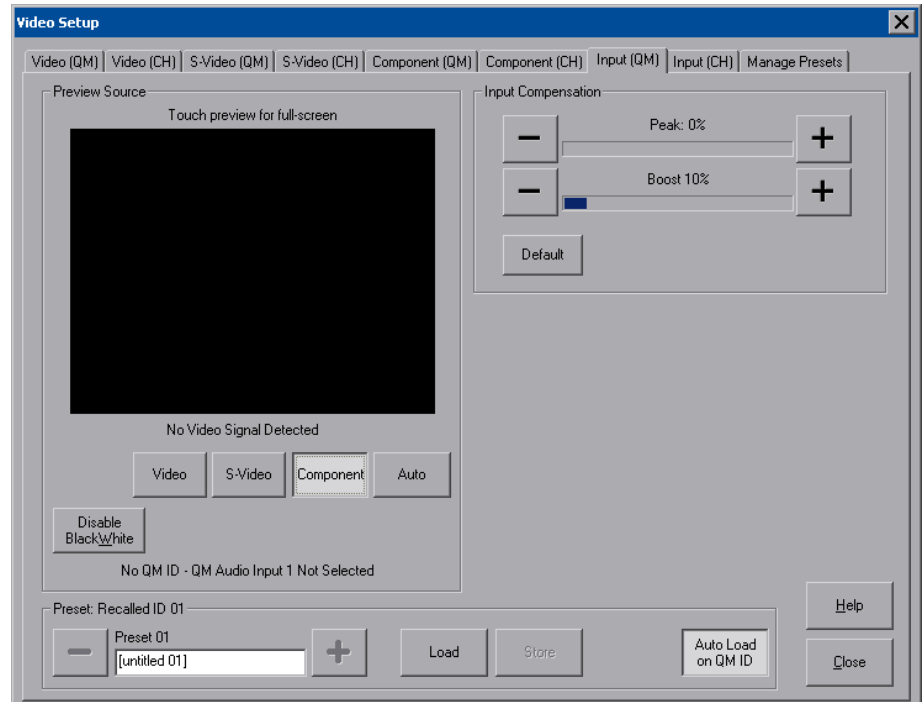 Video Setup
Video (QM) Video (CH) S-Video (QM) S-Video (CH) Component (QM) Component (CH) Input (QM) Input (CH) Manage Presets
Preview Source
Touch preview for full-screen
No Video Signal Detected
Video S-Video Component Auto
Disable
BlackWhite
No QM ID - QM Audio Input 1 Not Selected
Input Compensation
Peak: 0%
Boost 10%
Default
Preset: Recalled ID 01
Preset 01
[untitled 01]
Load
Store
Auto Load
on QM ID
Help
Close